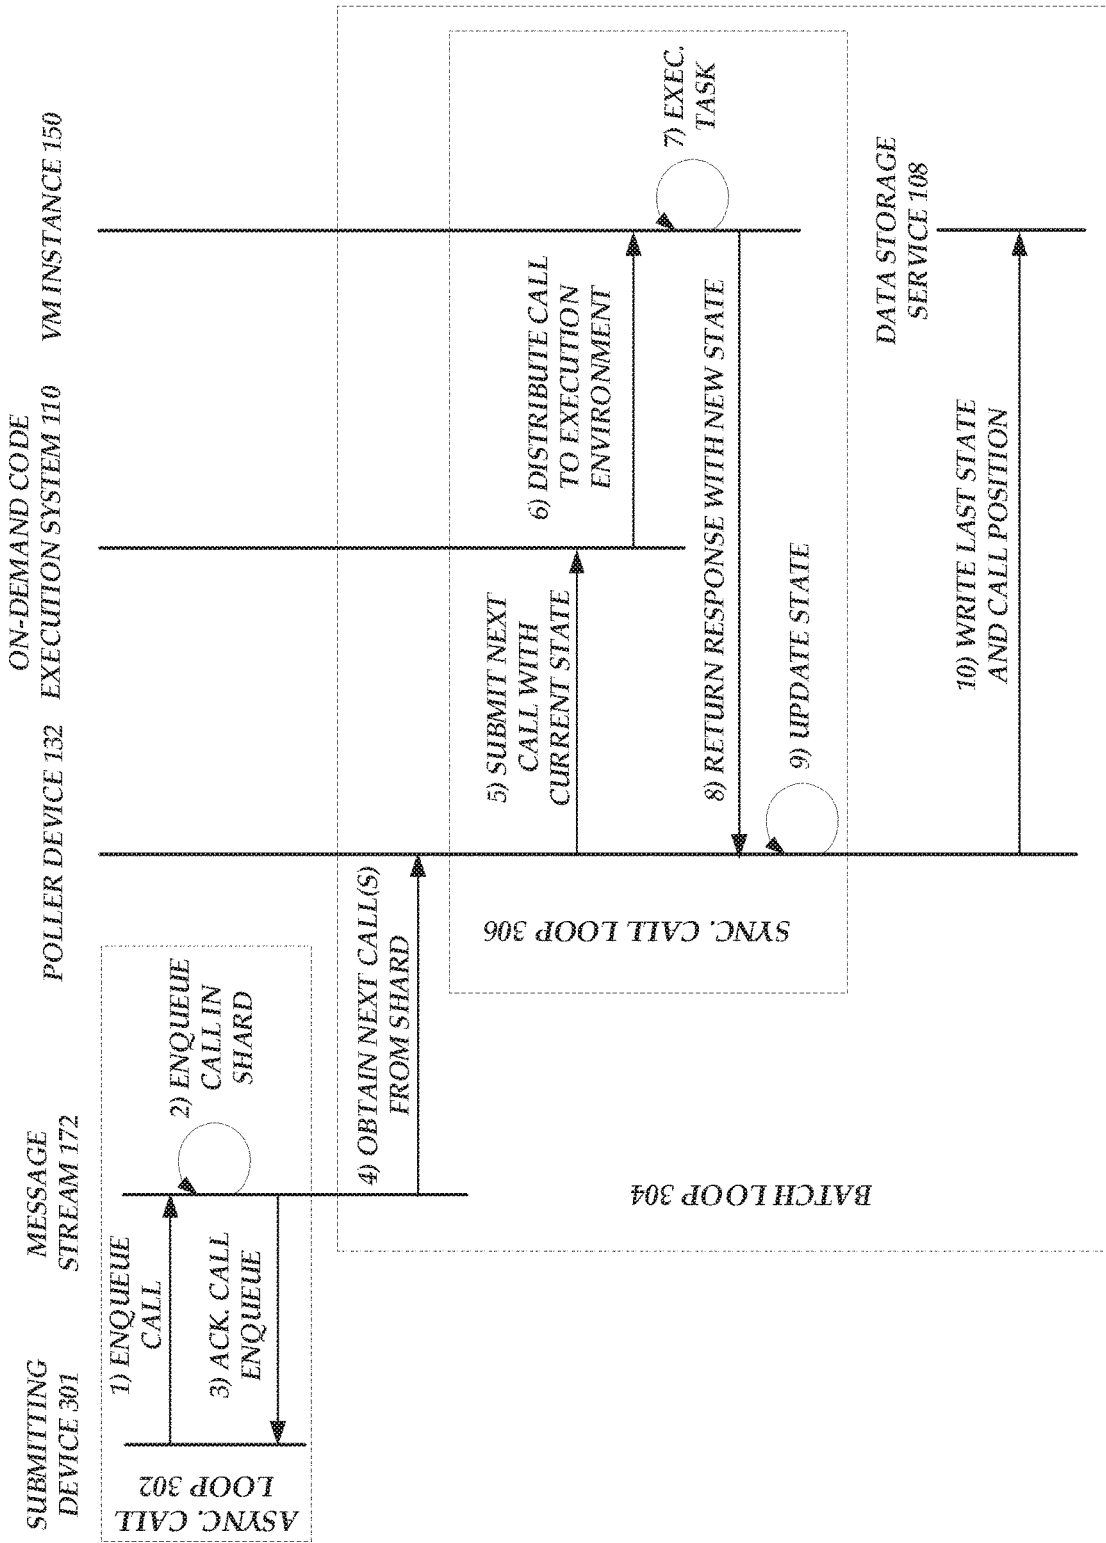 SUBMITTING
DEVICE 301
MESSAGE
STREAM 172
POLLER DEVICE 132
ON-DEMAND CODE
EXECUTION SYSTEM 110
VM INSTANCE 150
ASYNC. CALL
LOOP 302
1) ENQUEUE
CALL
2) ENQUEUE
CALL IN
SHARD
3) ACK. CALL
ENQUEUE
4) OBTAIN NEXT CALL(S)
FROM SHARD
BATCH LOOP 304
SYNC. CALL LOOP 306
5) SUBMIT NEXT
CALL WITH
CURRENT STATE
6) DISTRIBUTE CALL
TO EXECUTION
ENVIRONMENT
7) EXEC.
TASK
8) RETURN RESPONSE WITH NEW STATE
9) UPDATE STATE
DATA STORAGE
SERVICE 108
10) WRITE LAST STATE
AND CALL POSITION